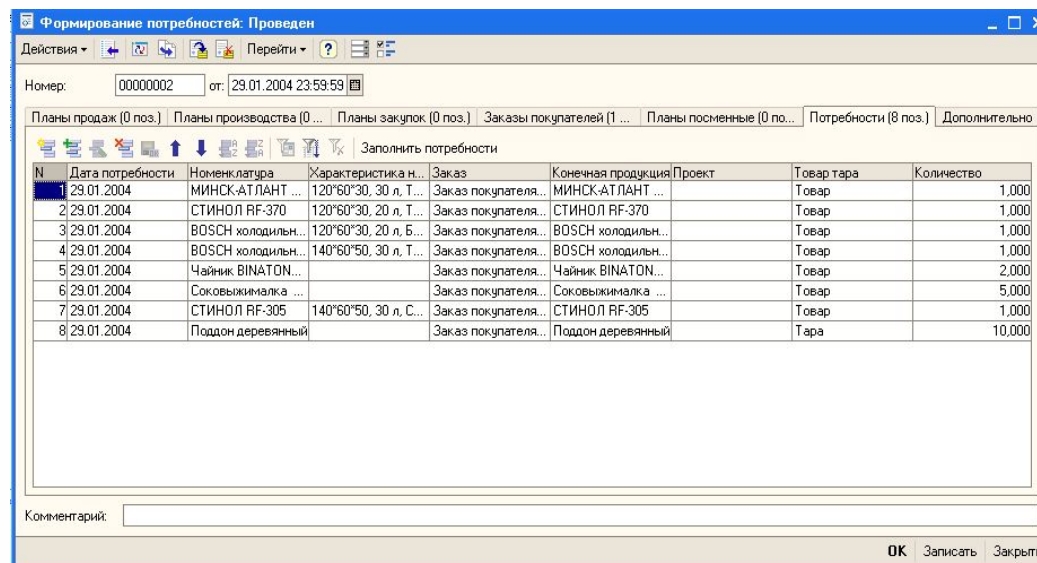 Формирование потребностей: Проведен
Действия Перейти ?
Номер: 00000002 от: 29.01.2004 23:59:59
Планы продаж (0 поз.) Планы производства (0 ... Планы закупок (0 поз.) Заказы покупателей (1 ... Планы посменные (0 по... Потребности (8 поз.) Дополнительно
Заполнить потребности
N Дата потребности Номенклатура Характеристика н... Заказ Конечная продукция Проект Товар тара Количество
1 29.01.2004 МИНСК-АТЛАНТ ... 120*60*30, 30 л, Т... Заказ покупателя... МИНСК-АТЛАНТ ... Товар 1,000
2 29.01.2004 СТИНОЛ RF-370 120*60*30, 20 л, Т... Заказ покупателя... СТИНОЛ RF-370 Товар 1,000
3 29.01.2004 BOSCH холодильн... 120*60*30, 20 л, Б... Заказ покупателя... BOSCH холодильн... Товар 1,000
4 29.01.2004 BOSCH холодильн... 140*60*50, 30 л, Т... Заказ покупателя... BOSCH холодильн... Товар 1,000
5 29.01.2004 Чайник BINATON... Заказ покупателя... Чайник BINATON... Товар 2,000
6 29.01.2004 Соковыжималка ... Заказ покупателя... Соковыжималка ... Товар 5,000
7 29.01.2004 СТИНОЛ RF-305 140*60*50, 30 л, С... Заказ покупателя... СТИНОЛ RF-305 Товар 1,000
8 29.01.2004 Поддон деревянный Заказ покупателя... Поддон деревянный Тара 10,000
Комментарий:
OK Записать Закрыт